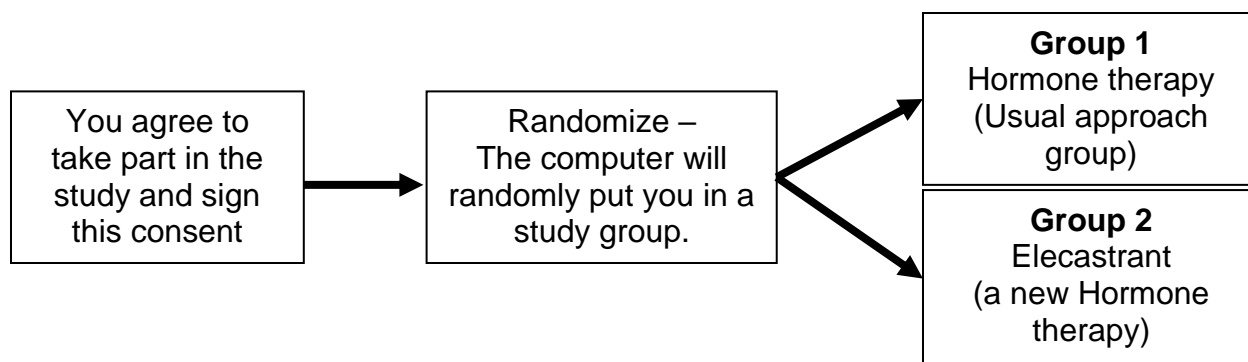 You agree to
take part in the
study and sign
this consent
Randomize –
The computer will
randomly put you in a
study group.
Group 1
Hormone therapy
(Usual approach
group)
Group 2
Elecastrant
(a new Hormone
therapy)